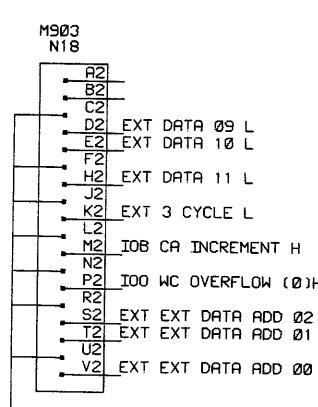 M903
N18
A2
B2
C2
D2 EXT DATA 09 L
E2 EXT DATA 10 L
F2
H2 EXT DATA 11 L
J2
K2 EXT 3 CYCLE L
L2
M2 IOB CA INCREMENT H
N2
P2 IOO WC OVERFLOW (0)H
R2
S2 EXT EXT DATA ADD 02
T2 EXT EXT DATA ADD 01
U2
V2 EXT EXT DATA ADD 00